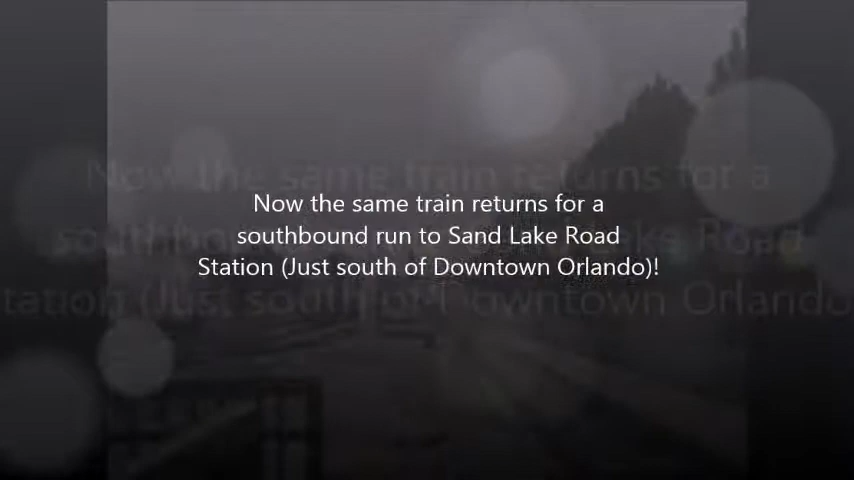 Now the same train returns for a
southbound run to Sand Lake Road
Station (Just south of Downtown Orlando)!